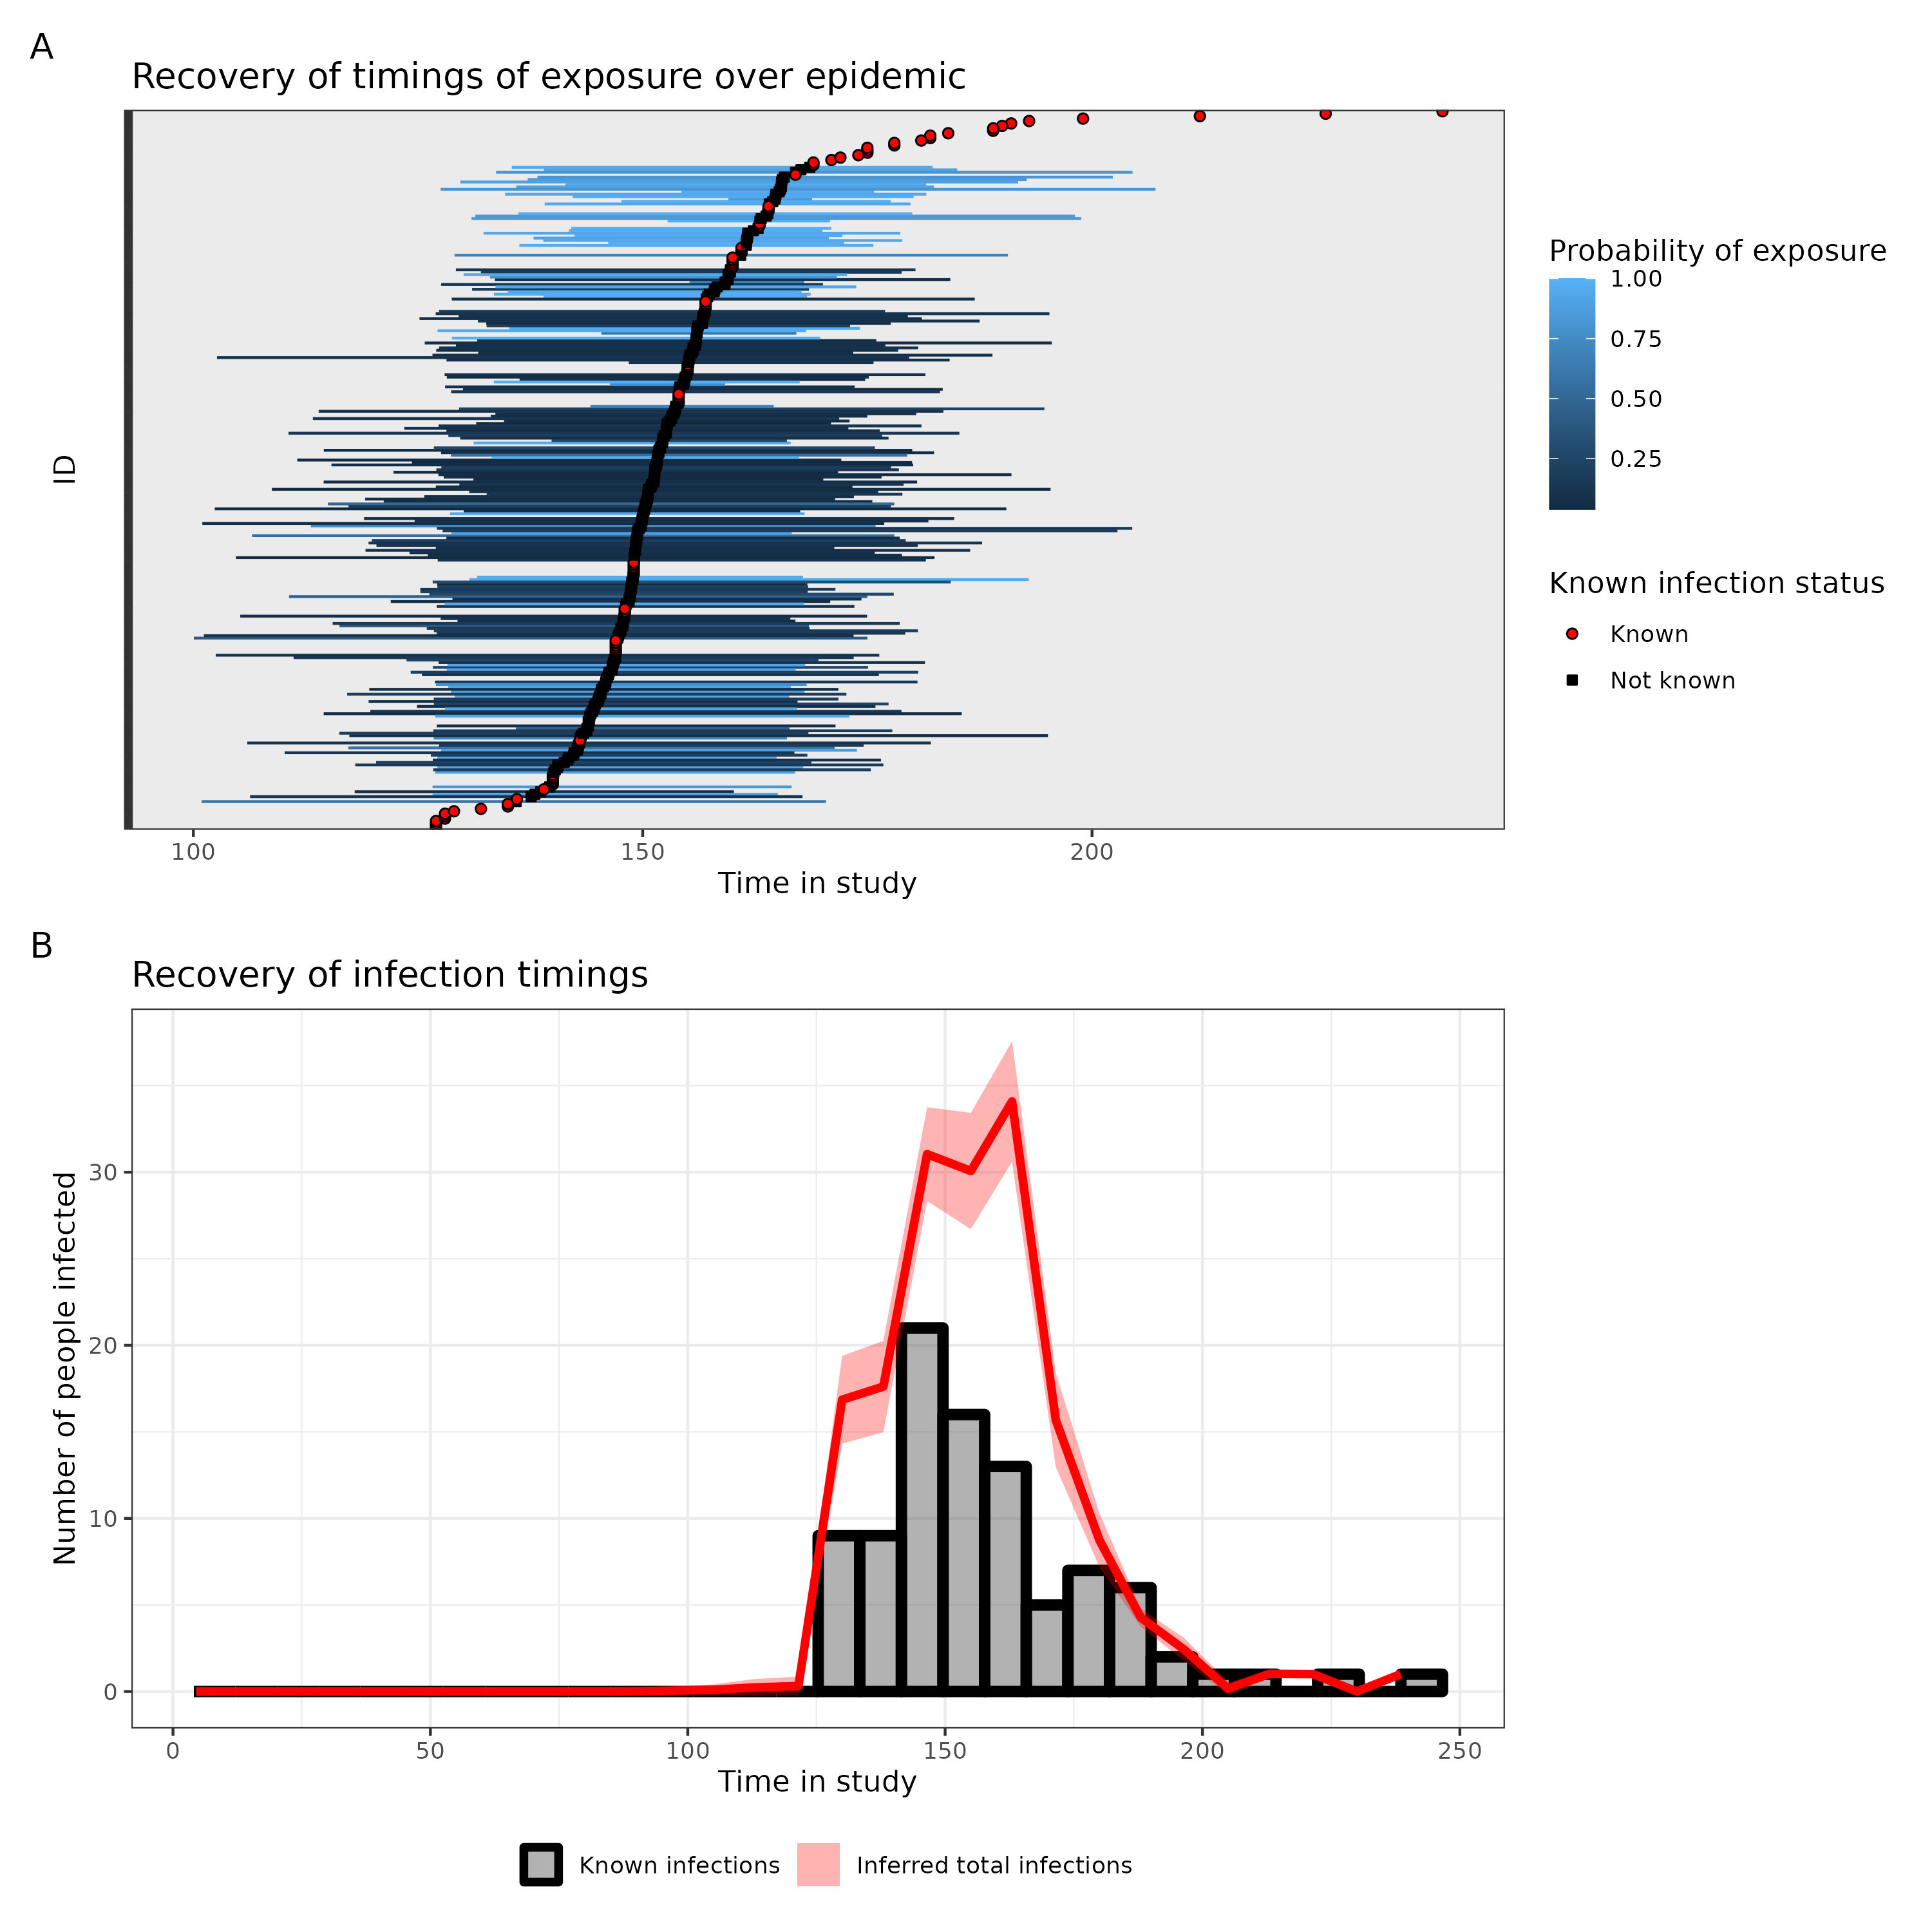 A
Recovery of timings of exposure over epidemic
ID
100
150
200
Time in study
Probability of exposure
1.00
0.75
0.50
0.25
Known infection status
Known
Not known
B
Recovery of infection timings
Number of people infected
30
20
10
0
0
50
100
150
200
250
Time in study
Known infections
Inferred total infections